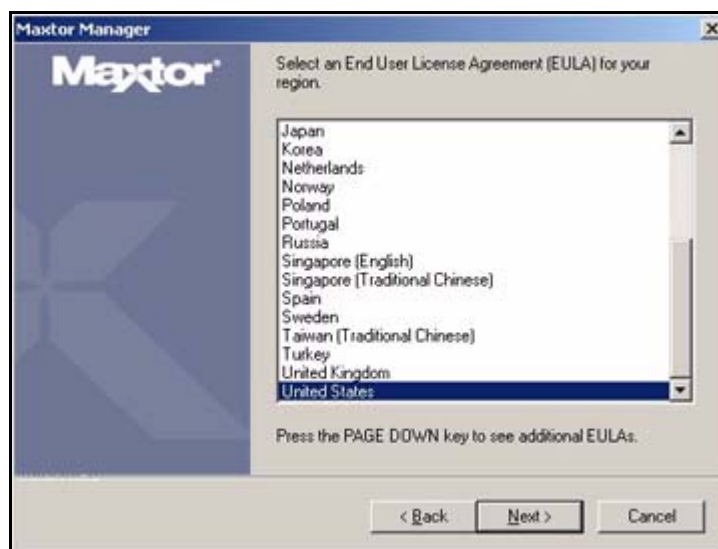 Maxtor Manager
Maxtor
Select an End User License Agreement (EULA) for your
region.
Japan
Korea
Netherlands
Norway
Poland
Portugal
Russia
Singapore (English)
Singapore (Traditional Chinese)
Spain
Sweden
Taiwan (Traditional Chinese)
Turkey
United Kingdom
United States
Press the PAGE DOWN key to see additional EULAs.
< Back
Next >
Cancel